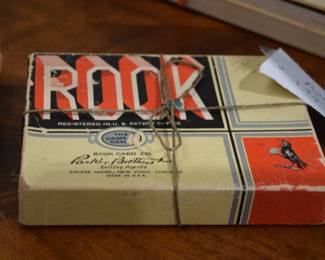 ROOK
REGISTERED IN U. S. PATENT OFFICE
THE
GAME
ROOK CARD CO.
Parker Brothers Inc
Selling Agents
SALEM, MASS., NEW YORK, CHICAGO
MADE IN U.S.A.